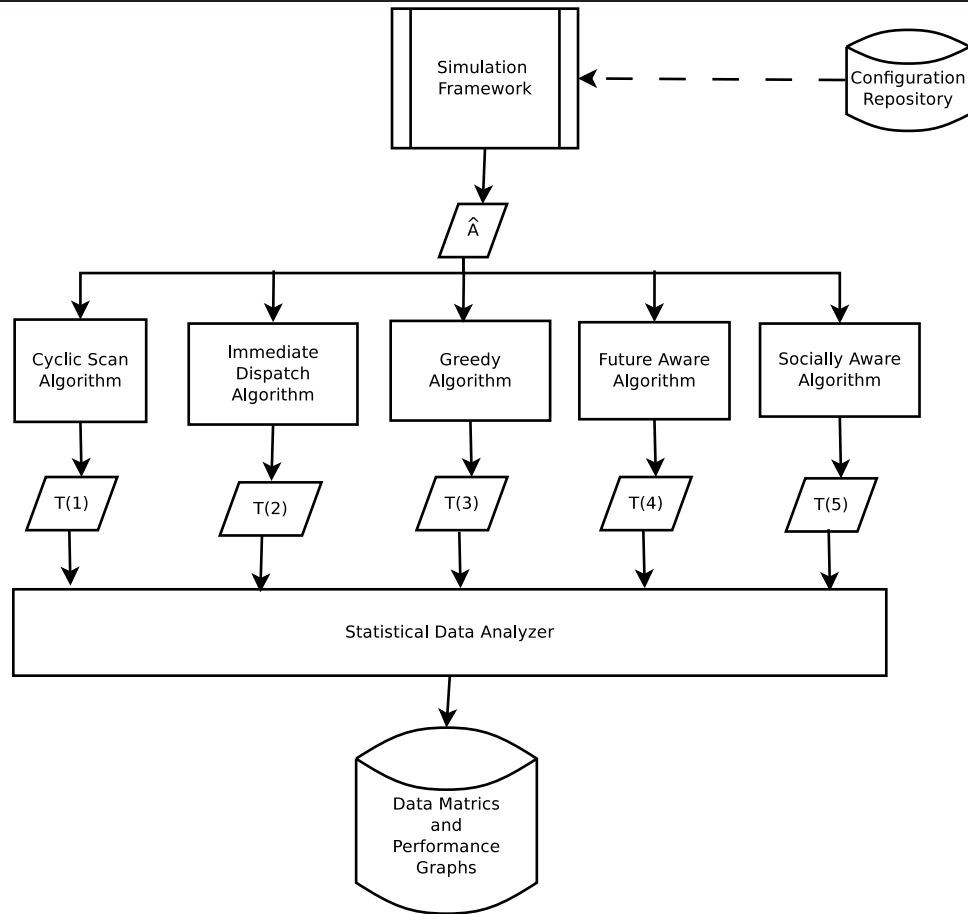 Simulation
Framework
Configuration
Repository
Â
Cyclic Scan
Algorithm
Immediate
Dispatch
Algorithm
Greedy
Algorithm
Future Aware
Algorithm
Socially Aware
Algorithm
T(1)
T(2)
T(3)
T(4)
T(5)
Statistical Data Analyzer
Data Matrics
and
Performance
Graphs